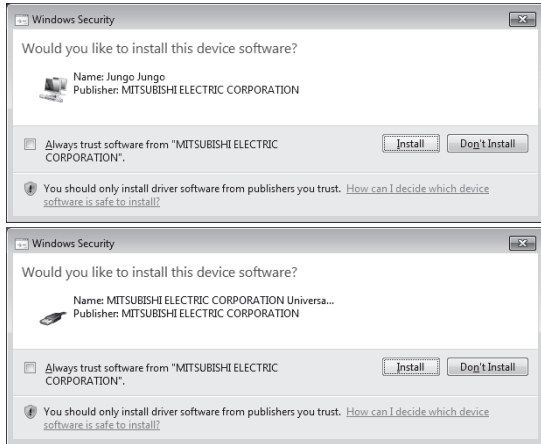 Windows Security
Would you like to install this device software?
Name: Jungo Jungo
Publisher: MITSUBISHI ELECTRIC CORPORATION
Always trust software from "MITSUBISHI ELECTRIC
CORPORATION".
Install
Don't Install
You should only install driver software from publishers you trust. How can I decide which device
software is safe to install?
Windows Security
Would you like to install this device software?
Name: MITSUBISHI ELECTRIC CORPORATION Universa...
Publisher: MITSUBISHI ELECTRIC CORPORATION
Always trust software from "MITSUBISHI ELECTRIC
CORPORATION".
Install
Don't Install
You should only install driver software from publishers you trust. How can I decide which device
software is safe to install?